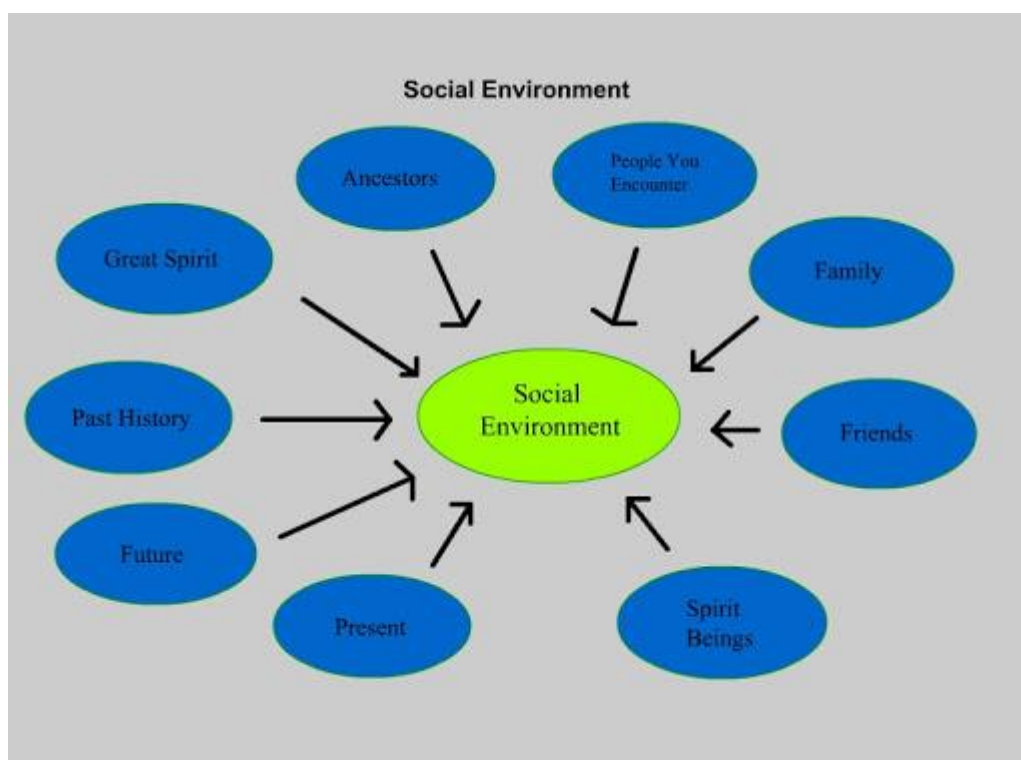 Social Environment
Ancestors
People You
Encounter
Great Spirit
Family
Social
Environment
Past History
Friends
Future
Present
Spirit
Beings